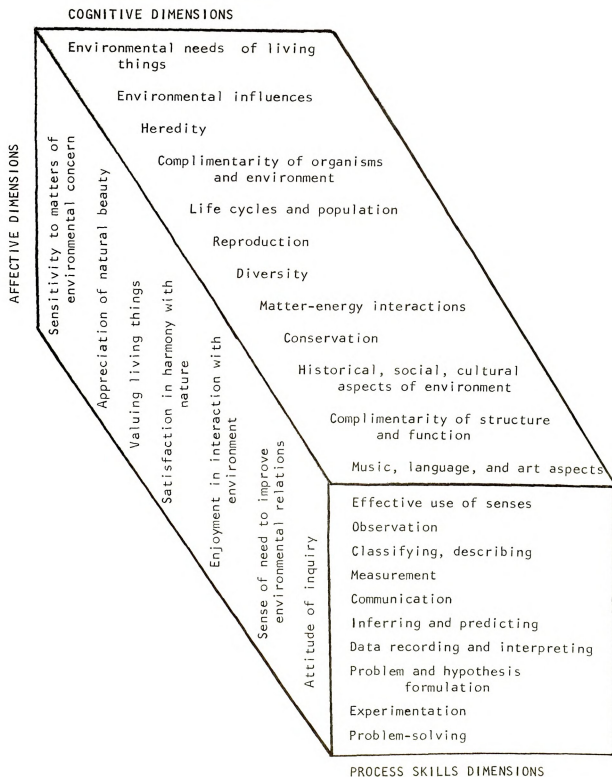 COGNITIVE DIMENSIONS
Environmental needs of living
things
Environmental influences
Heredity
Complimentarity of organisms
and environment
Life cycles and population
Reproduction
Diversity
Matter-energy interactions
Conservation
Historical, social, cultural
aspects of environment
Complimentarity of structure
and function
Music, language, and art aspects
AFFECTIVE DIMENSIONS
Sensitivity to matters of
environmental concern
Appreciation of natural beauty
Valuing living things
Satisfaction in harmony with
nature
Enjoyment in interaction with
environment
Sense of need to improve
environmental relations
Attitude of inquiry
Effective use of senses
Observation
Classifying, describing
Measurement
Communication
Inferring and predicting
Data recording and interpreting
Problem and hypothesis
formulation
Experimentation
Problem-solving
PROCESS SKILLS DIMENSIONS